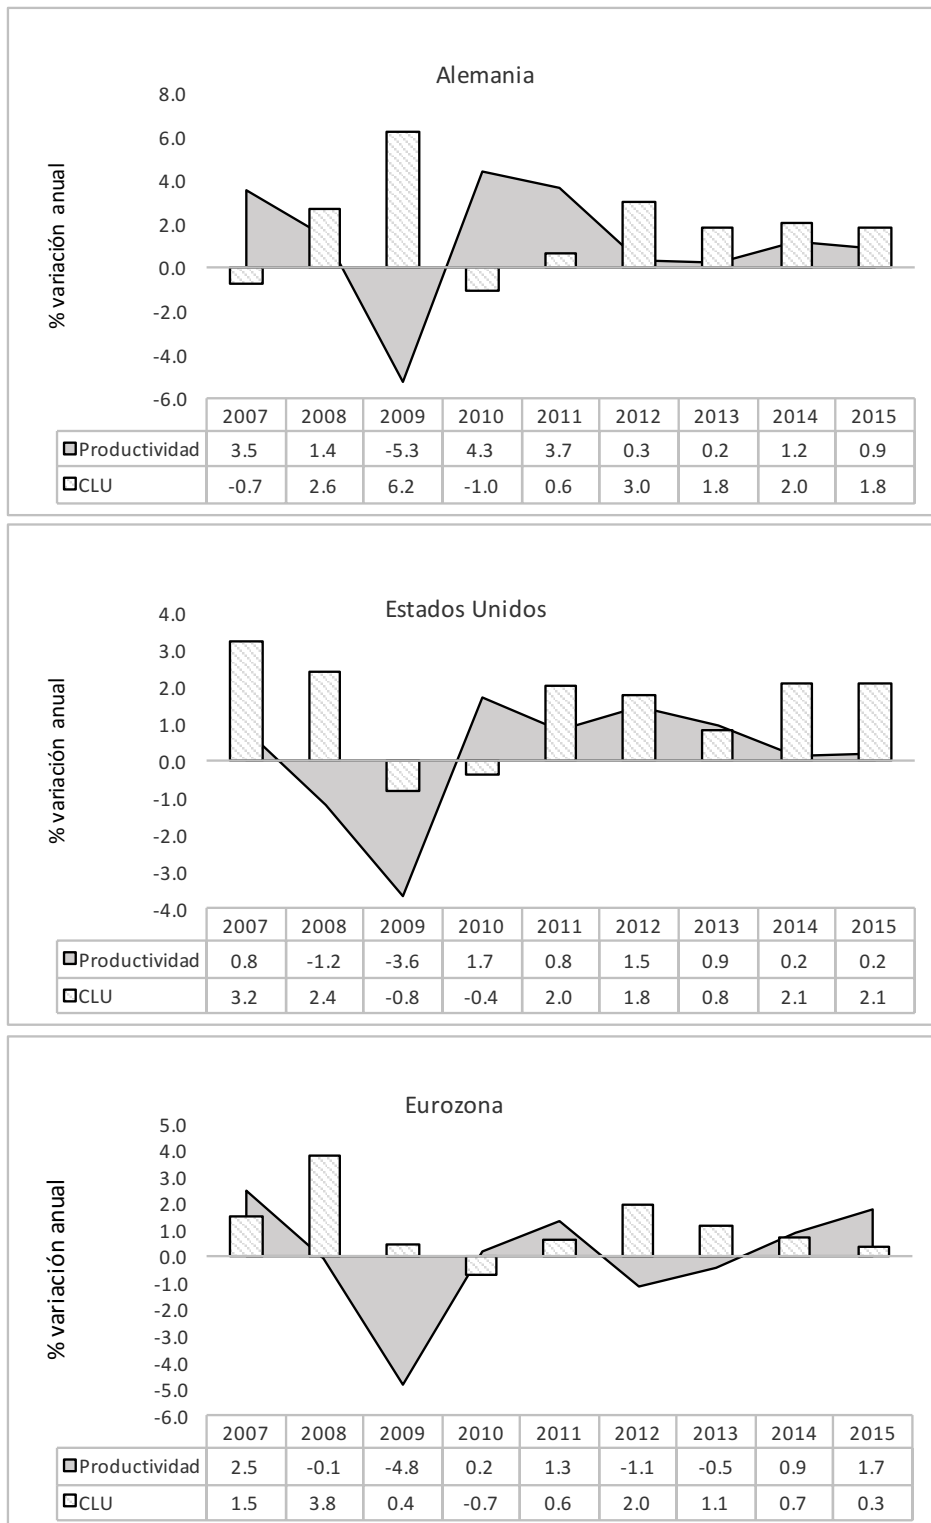 Alemania
% variación anual
8.0
6.0
4.0
2.0
0.0
-2.0
-4.0
-6.0
2007 2008 2009 2010 2011 2012 2013 2014 2015
Productividad 3.5 1.4 -5.3 4.3 3.7 0.3 0.2 1.2 0.9
CLU -0.7 2.6 6.2 -1.0 0.6 3.0 1.8 2.0 1.8
Estados Unidos
% variación anual
4.0
3.0
2.0
1.0
0.0
-1.0
-2.0
-3.0
-4.0
2007 2008 2009 2010 2011 2012 2013 2014 2015
Productividad 0.8 -1.2 -3.6 1.7 0.8 1.5 0.9 0.2 0.2
CLU 3.2 2.4 -0.8 -0.4 2.0 1.8 0.8 2.1 2.1
Eurozona
% variación anual
5.0
4.0
3.0
2.0
1.0
0.0
-1.0
-2.0
-3.0
-4.0
-5.0
-6.0
2007 2008 2009 2010 2011 2012 2013 2014 2015
Productividad 2.5 -0.1 -4.8 0.2 1.3 -1.1 -0.5 0.9 1.7
CLU 1.5 3.8 0.4 -0.7 0.6 2.0 1.1 0.7 0.3